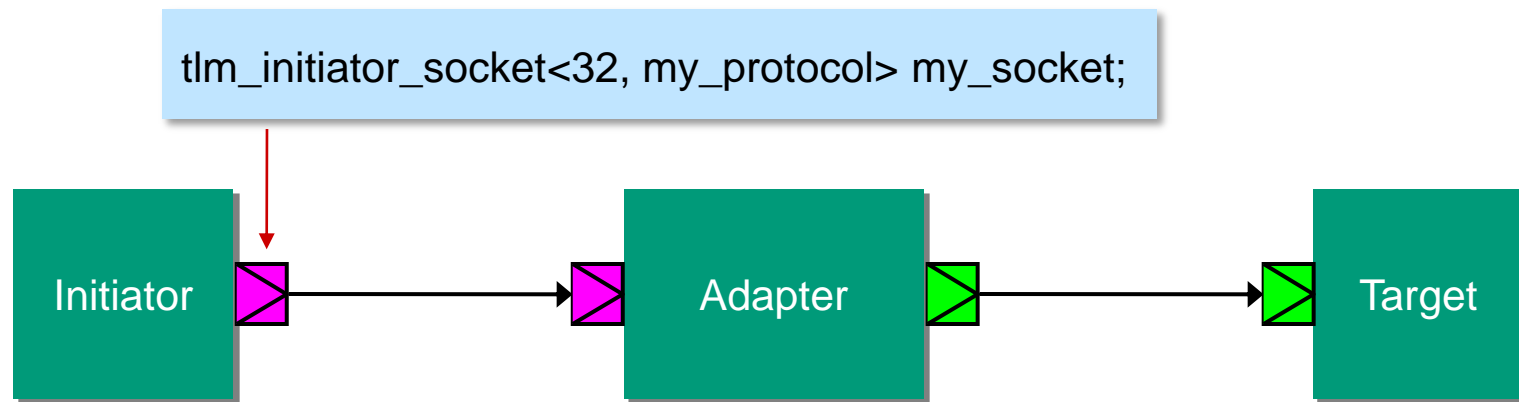 tlm_initiator_socket<32, my_protocol> my_socket;
Initiator
Adapter
Target